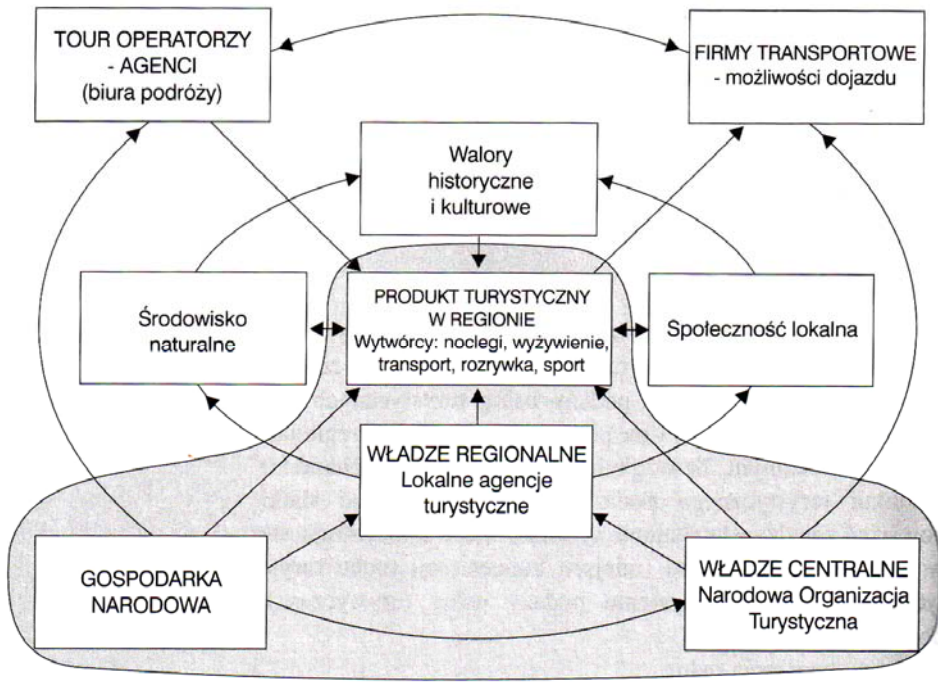 TOUR OPERATORZY
- AGENCI
(biura podróży)
FIRMY TRANSPORTOWE
- możliwości dojazdu
Walory
historyczne
i kulturowe
Środowisko
naturalne
PRODUKT TURYSTYCZNY
W REGIONIE
Wytwórcy: noclegi, wyżywienie,
transport, rozrywka, sport
Społeczność lokalna
WŁADZE REGIONALNE
Lokalne agencje
turystyczne
GOSPODARKA
NARODOWA
WŁADZE CENTRALNE
Narodowa Organizacja
Turystyczna